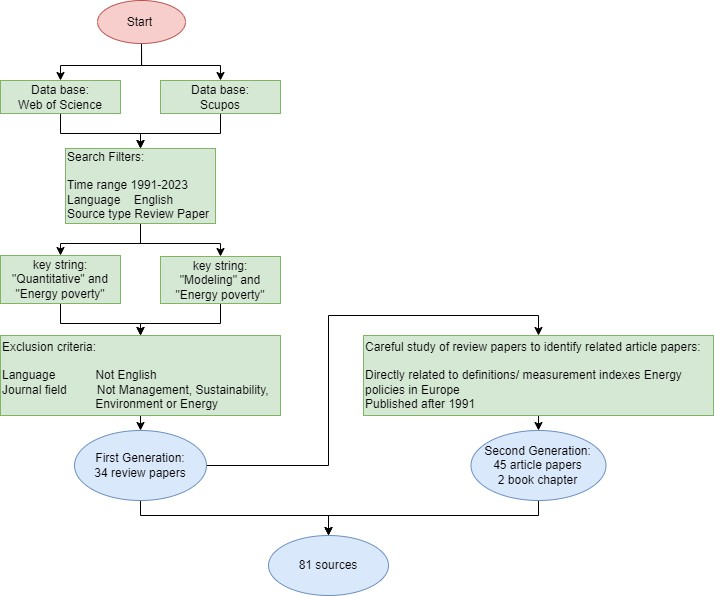 Start
Data base:
Web of Science
Data base:
Scupos
Search Filters:
Time range 1991-2023
Language English
Source type Review Paper
key string:
"Quantitative" and
"Energy poverty"
key string:
"Modeling" and
"Energy poverty"
Exclusion criteria:
Language Not English
Journal field Not Management, Sustainability,
Environment or Energy
Careful study of review papers to identify related article papers:
Directly related to definitions/ measurement indexes Energy
policies in Europe
Published after 1991
First Generation:
34 review papers
Second Generation:
45 article papers
2 book chapter
81 sources